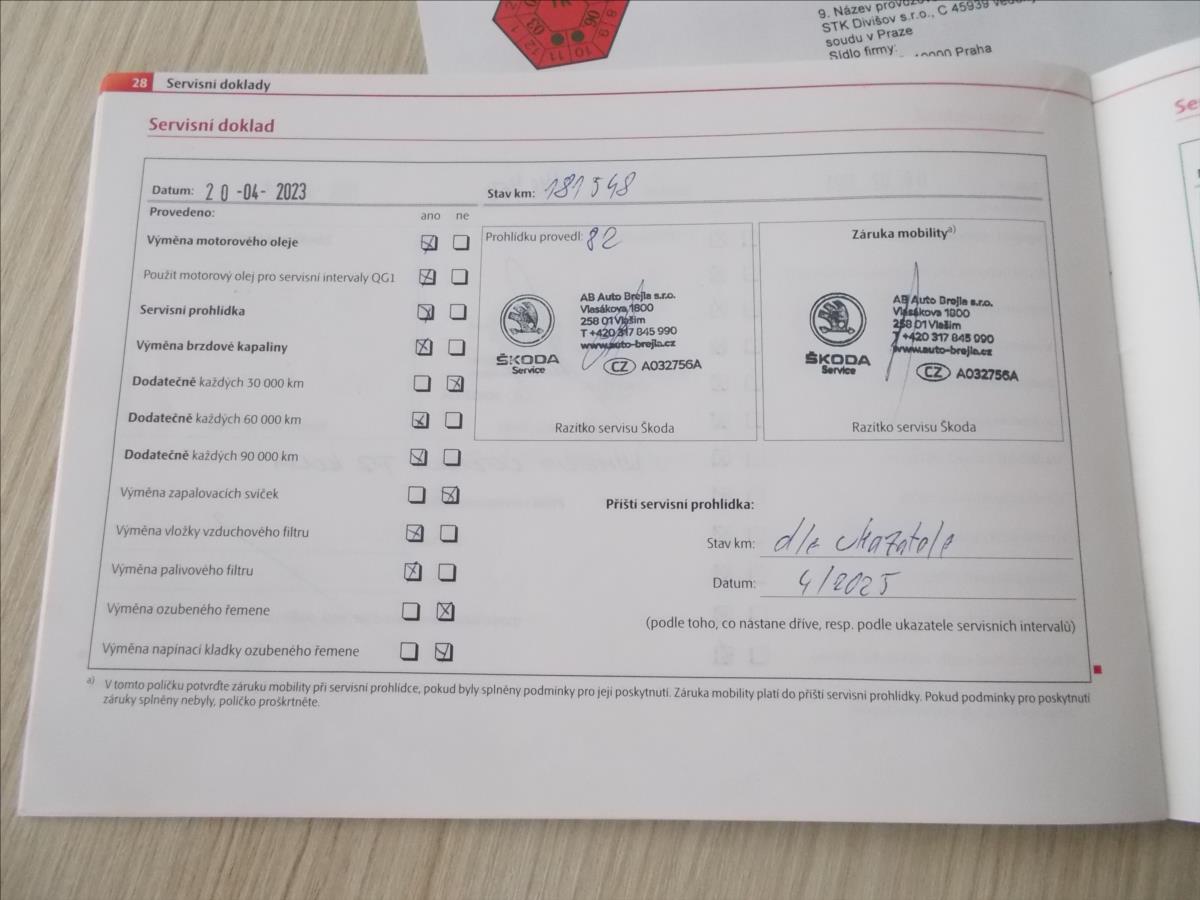 9. Název
STK Divišov s.r.o., C 45939
soudu v Praze
Sídlo firmy:
Praha
28 Servisní doklady
Servisní doklad
Datum: 20 -04- 2023
Stav km: 181 548
Provedeno: ano ne
Výměna motorového oleje
Použit motorový olej pro servisní intervaly QG1
Servisní prohlídka
Výměna brzdové kapaliny
Dodatečně každých 30 000 km
Dodatečně každých 60 000 km
Dodatečně každých 90 000 km
Výměna zapalovacích svíček
Výměna vložky vzduchového filtru
Výměna palivového filtru
Výměna ozubeného řemene
Výměna napínací kladky ozubeného řemene
Prohlídku provedl: 82
AB Auto Brejla s.r.o.
Vlasákova 1800
258 01 Vlašim
T +420 317 845 990
www.auto-brejla.cz
CZ A032756A
ŠKODA
Service
Razítko servisu Škoda
Záruka mobility a)
AB Auto Brejla s.r.o.
Vlasákova 1800
258 01 Vlašim
T +420 317 845 990
www.auto-brejla.cz
CZ A032756A
ŠKODA
Service
Razítko servisu Škoda
Příští servisní prohlídka:
Stav km: dle ukazatele
Datum: 4/2025
(podle toho, co nastane dříve, resp. podle ukazatele servisních intervalů)
a) V tomto políčku potvrďte záruku mobility při servisní prohlídce, pokud byly splněny podmínky pro její poskytnutí. Záruka mobility platí do příští servisní prohlídky. Pokud podmínky pro poskytnutí
záruky splněny nebyly, políčko proškrtněte.